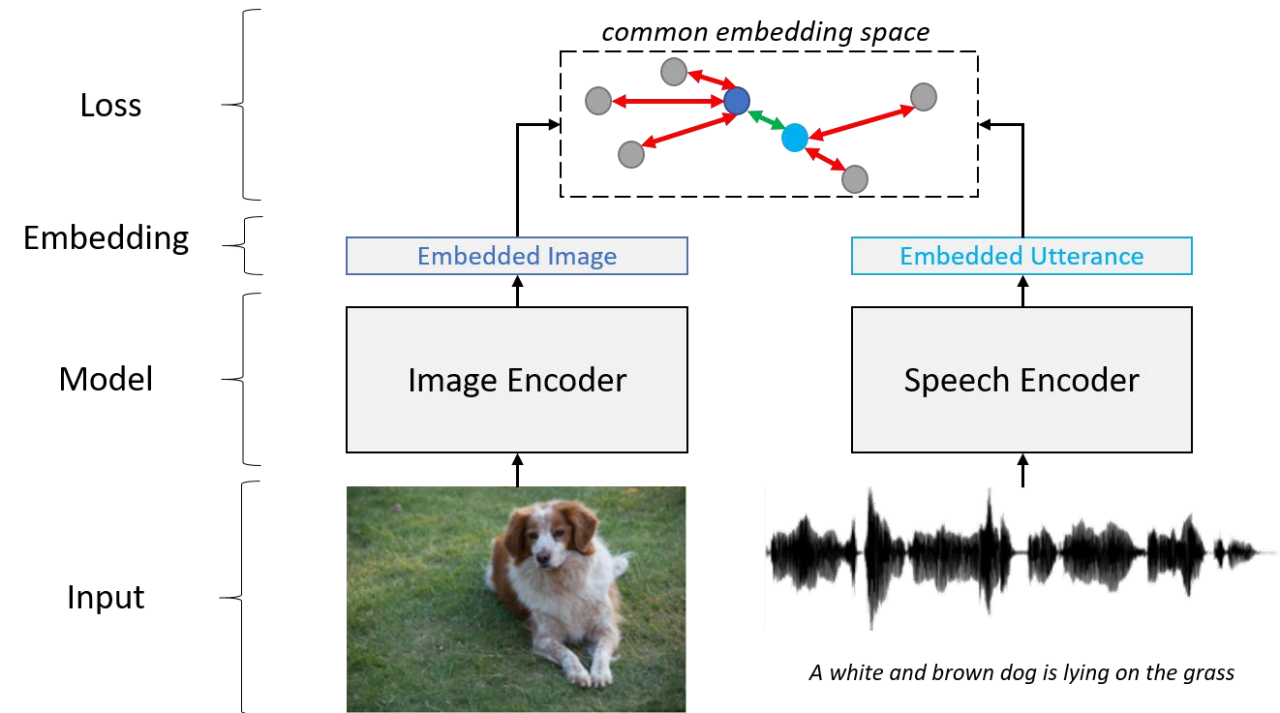 common embedding space
Loss
Embedding
Embedded Image
Embedded Utterance
Model
Image Encoder
Speech Encoder
Input
A white and brown dog is lying on the grass